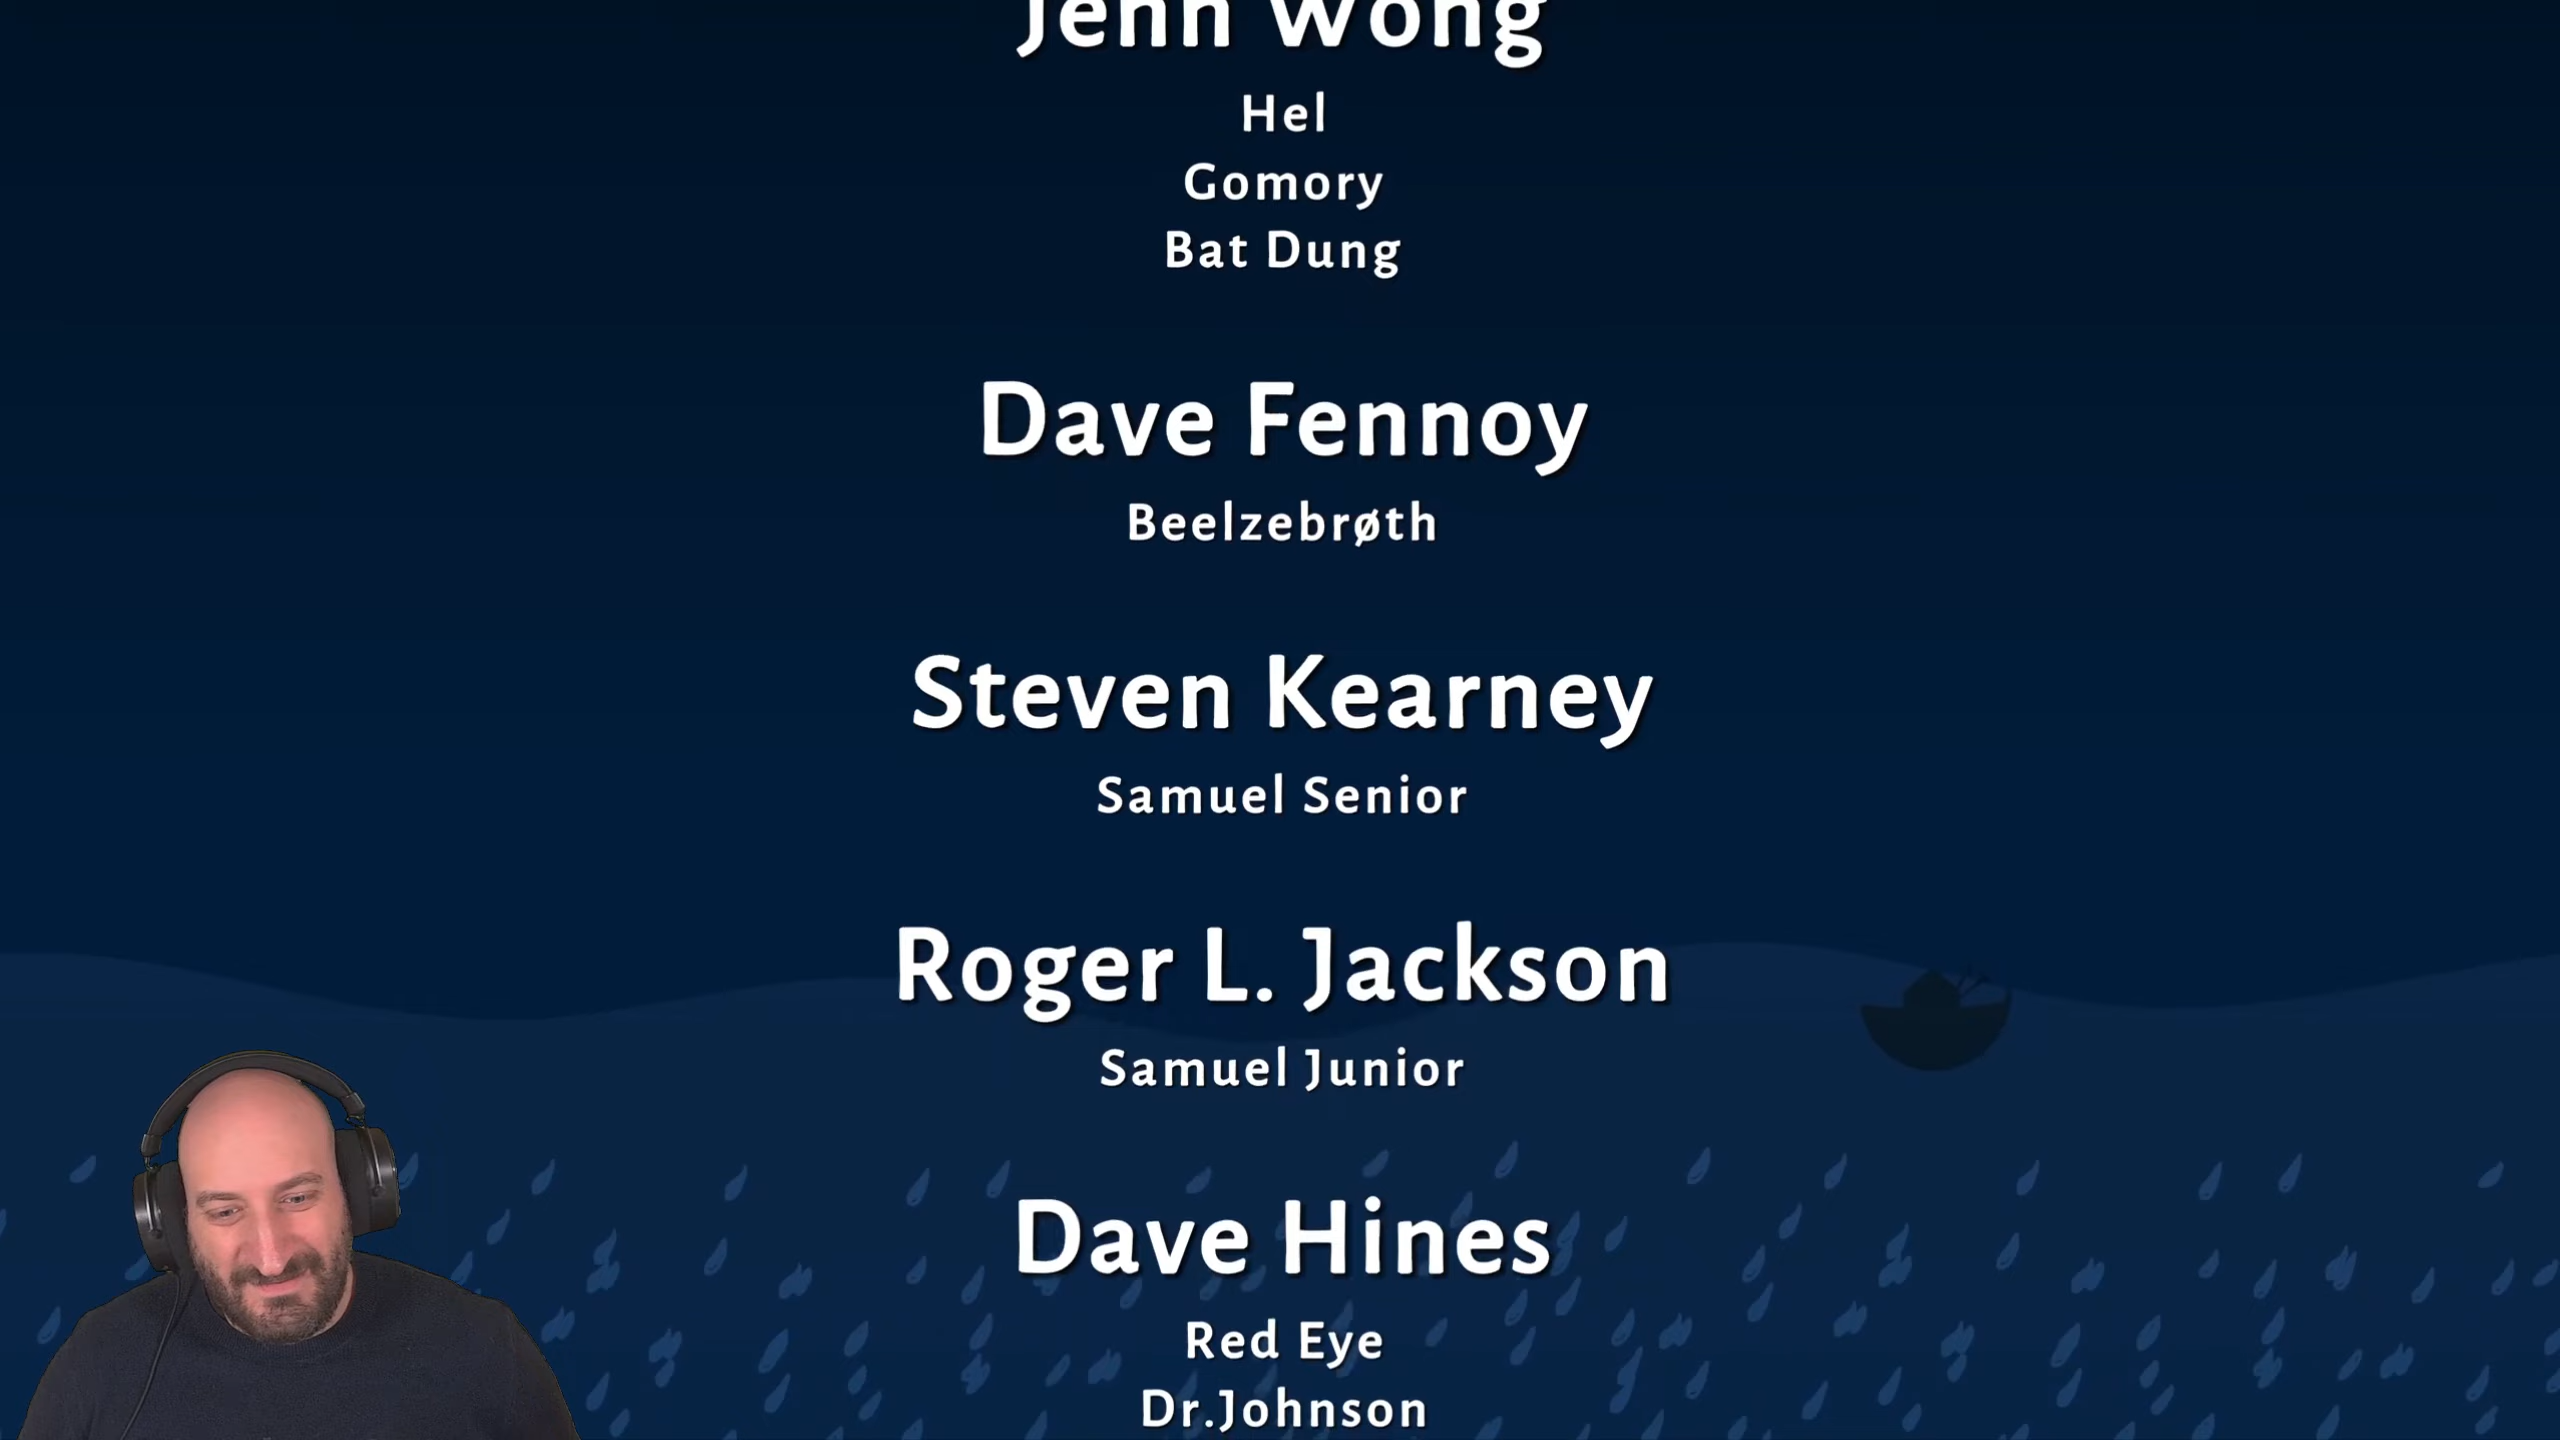 Jenn Wong
Hel
Gomory
Bat Dung
Dave Fennoy
Beelzebrøth
Steven Kearney
Samuel Senior
Roger L. Jackson
Samuel Junior
Dave Hines
Red Eye
Dr.Johnson